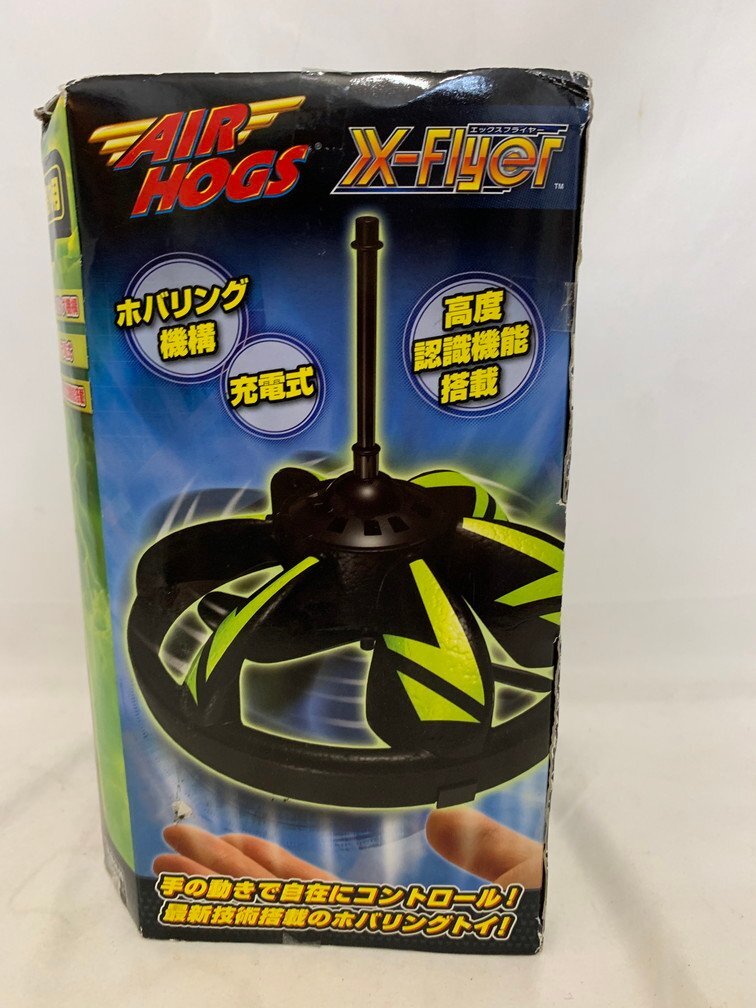 AIR
HOGS®
エックスフライヤー
X-Flyer™
ホバリング
機構
充電式
高度
認識機能
搭載
手の動きで自在にコントロール!
最新技術搭載のホバリングトイ!